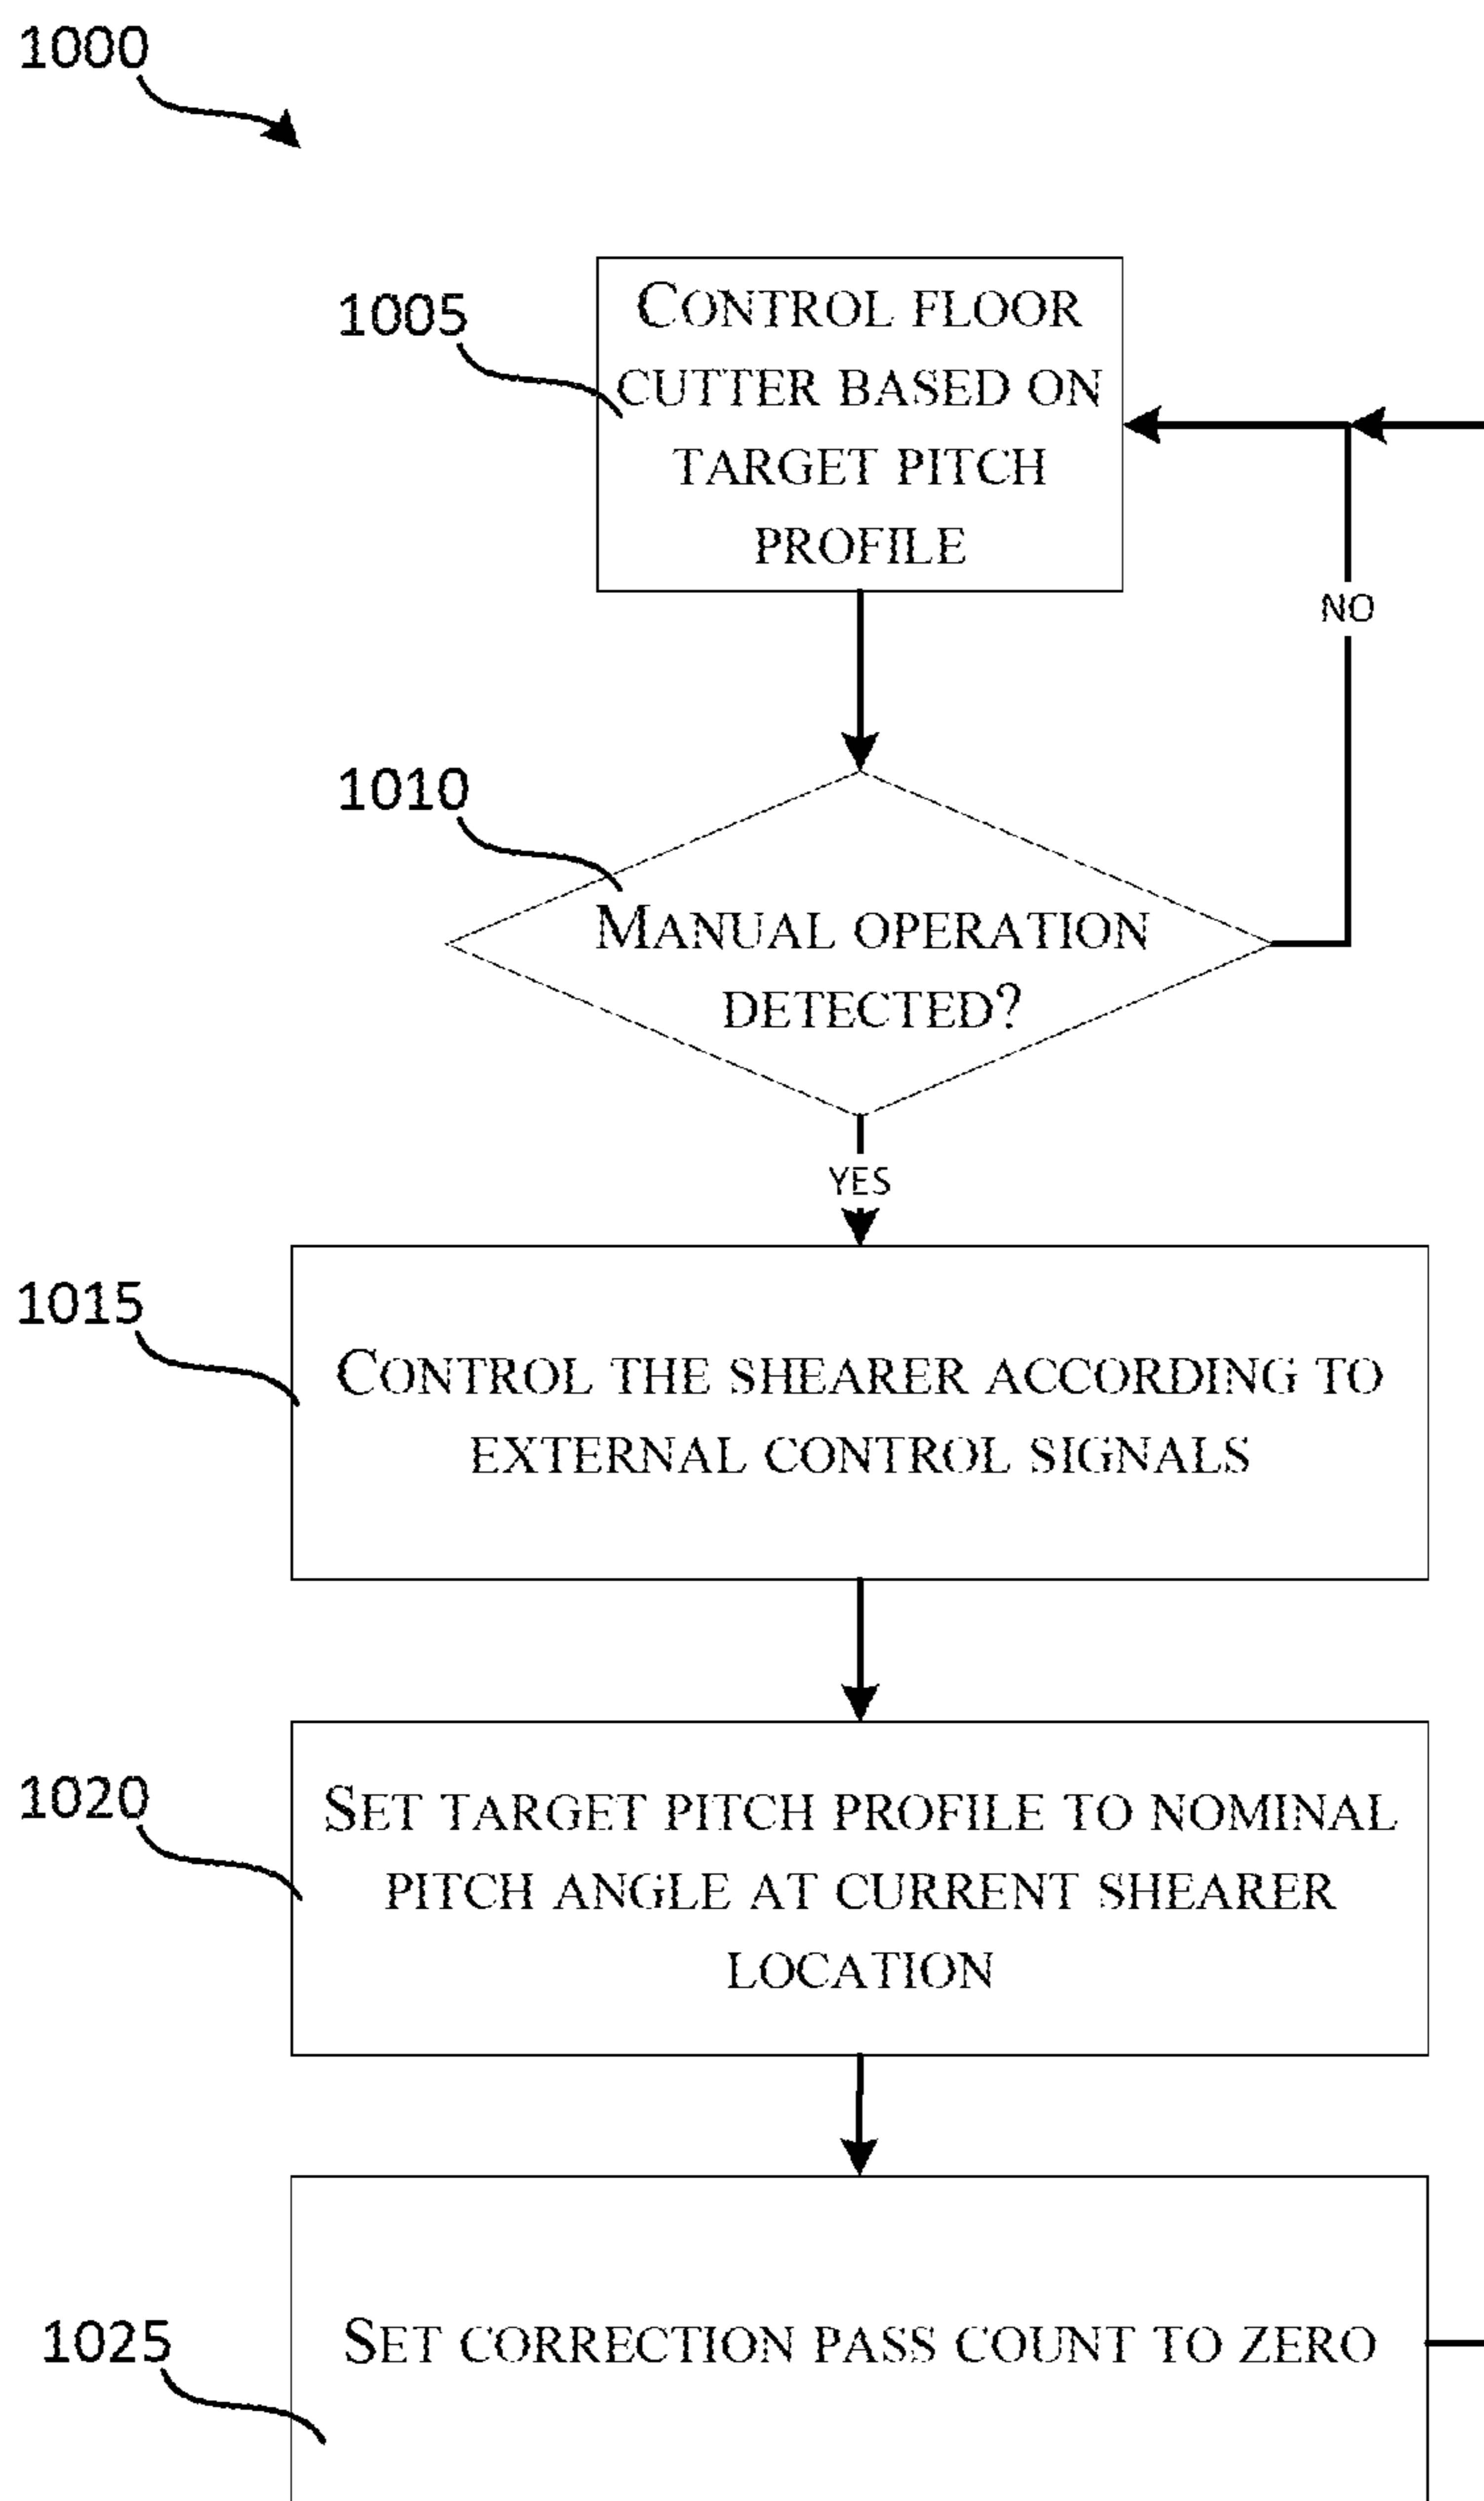 1000
1005
CONTROL FLOOR
CUTTER BASED ON
TARGET PITCH
PROFILE
NO
1010
MANUAL OPERATION
DETECTED?
YES
1015
CONTROL THE SHEARER ACCORDING TO
EXTERNAL CONTROL SIGNALS
1020
SET TARGET PITCH PROFILE TO NOMINAL
PITCH ANGLE AT CURRENT SHEARER
LOCATION
1025
SET CORRECTION PASS COUNT TO ZERO